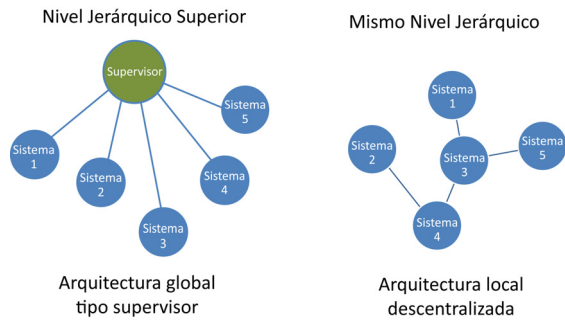 Nivel Jerárquico Superior
Supervisor
Sistema
5
Sistema
1
Sistema
2
Sistema
4
Sistema
3
Arquitectura global
tipo supervisor
Mismo Nivel Jerárquico
Sistema
1
Sistema
2
Sistema
3
Sistema
5
Sistema
4
Arquitectura local
descentralizada